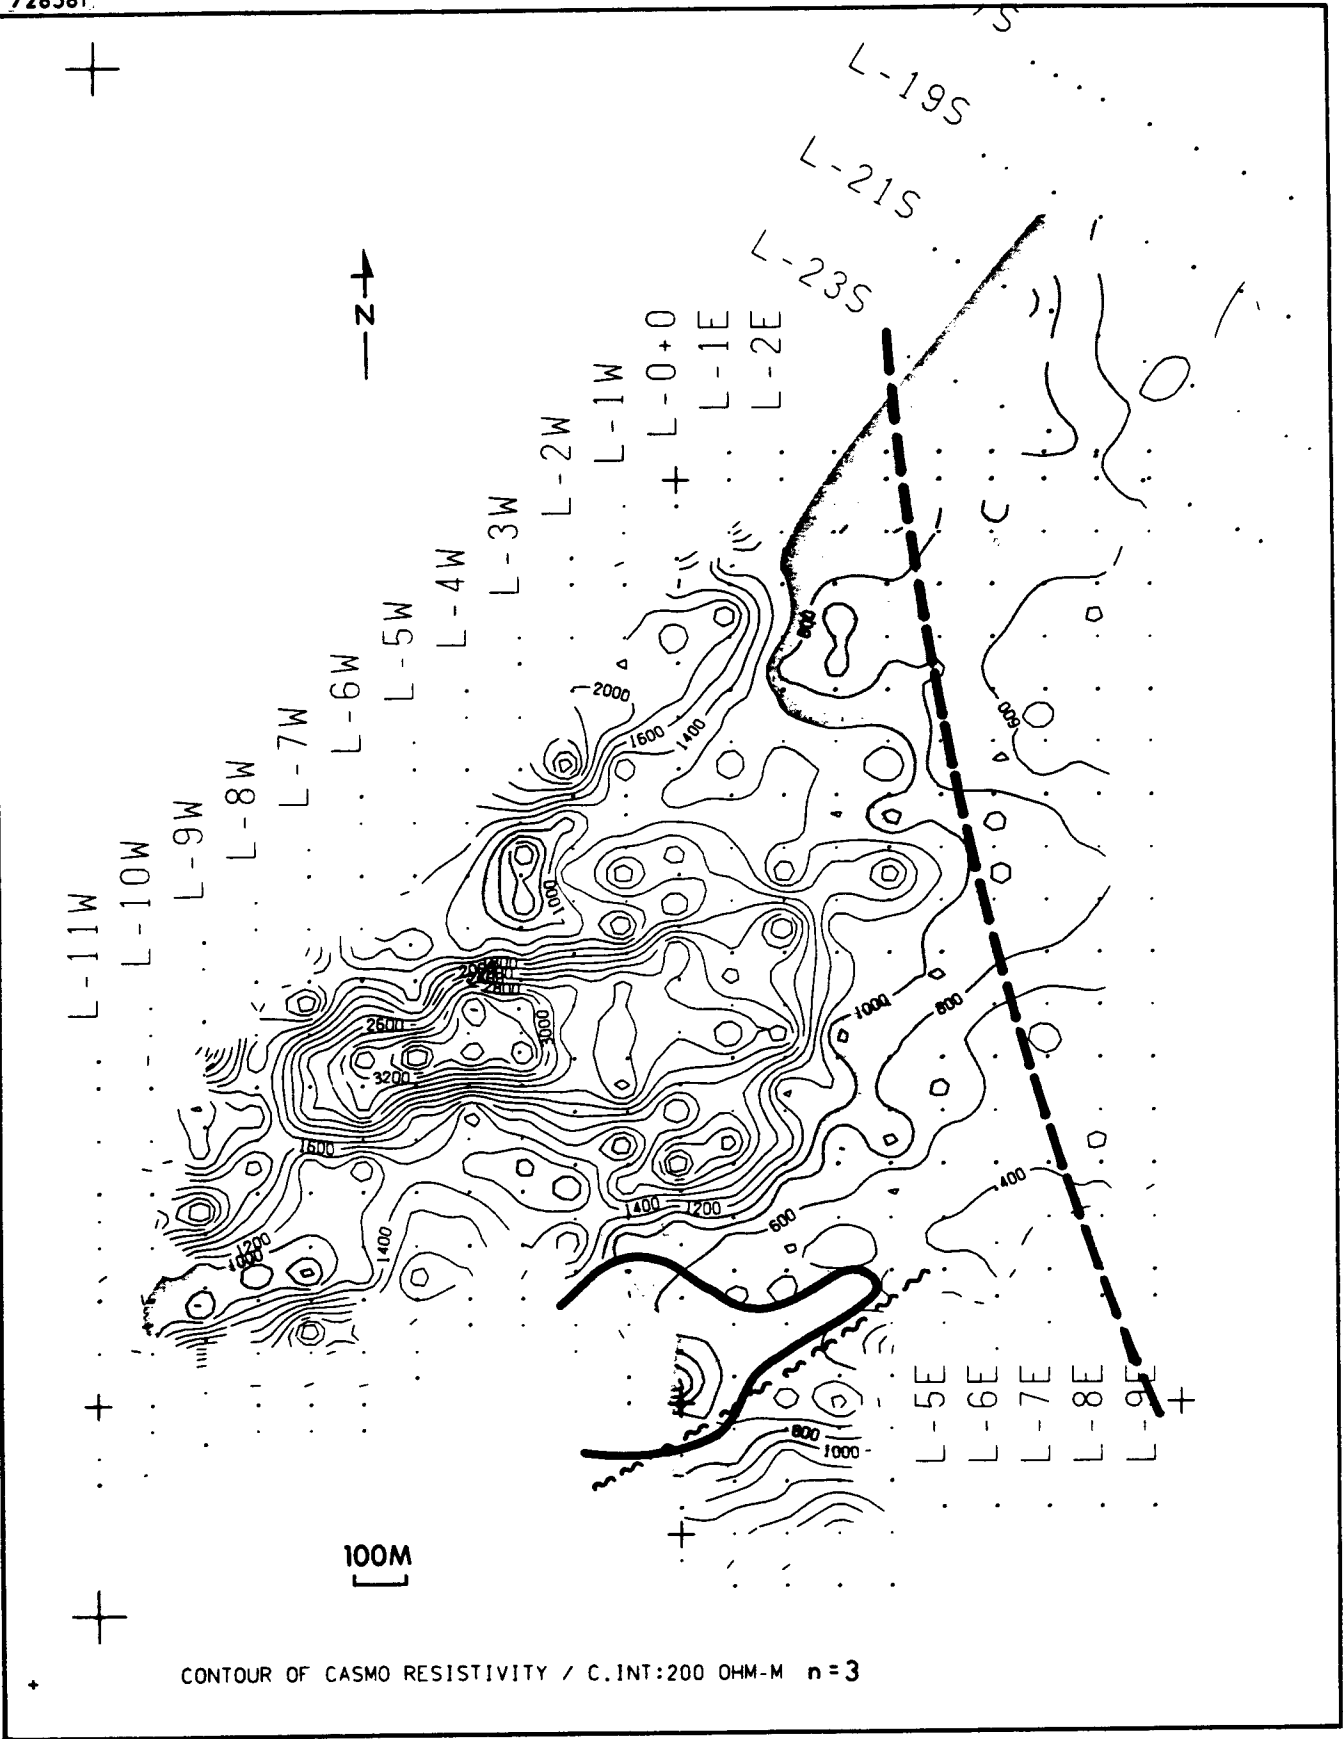 S
L-19S
L-21S
L-23S
N
L-0+0
L-1E
L-2E
L-1W
L-2W
L-3W
L-4W
L-5W
L-6W
L-7W
L-8W
L-9W
L-10W
L-11W
800
2000
1600
1400
600
1000
2800
2600
3000
3200
1000
800
1600
400
1400
1200
600
1200
1000
1400
L-5E
L-6E
L-7E
L-8E
L-9E
800
1000
100M
CONTOUR OF CASMO RESISTIVITY / C.INT:200 OHM-M n=3